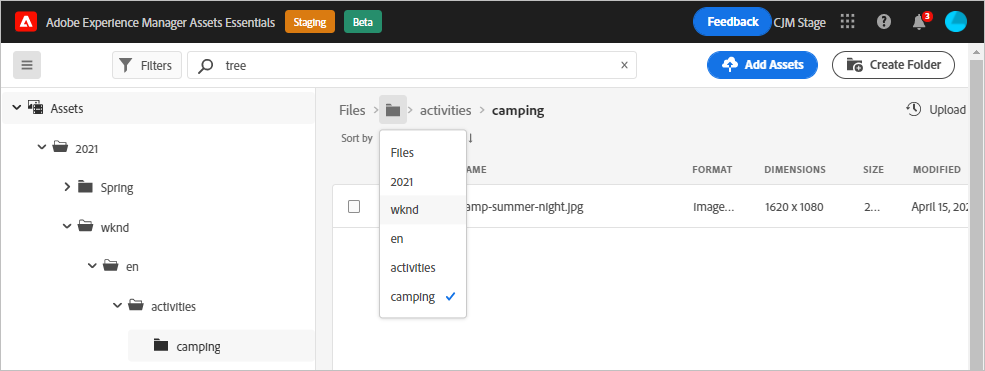 Adobe Experience Manager Assets Essentials Staging Beta Feedback CJM Stage 3
Filters tree × Add Assets Create Folder
Assets
2021
Spring
wknd
en
activities
camping
Files > > activities > camping Upload
Sort by
Files
2021
wknd
en
activities
camping
AME FORMAT DIMENSIONS SIZE MODIFIED
amp-summer-night.jpg Image... 1620 x 1080 2... April 15, 202